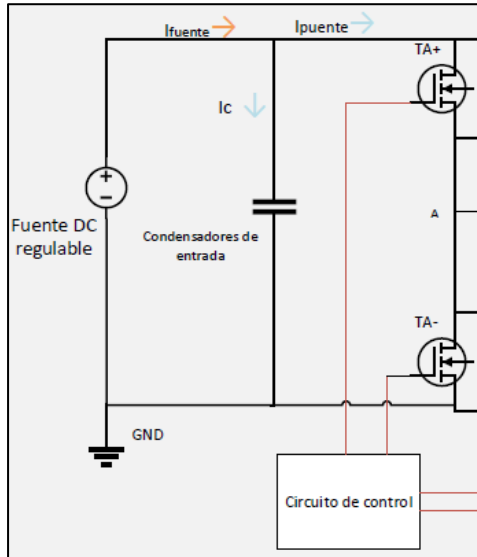 Ifuente
Ipuente
TA+
Ic
+
−
Fuente DC
regulable
Condensadores de
entrada
A
TA-
GND
Circuito de control